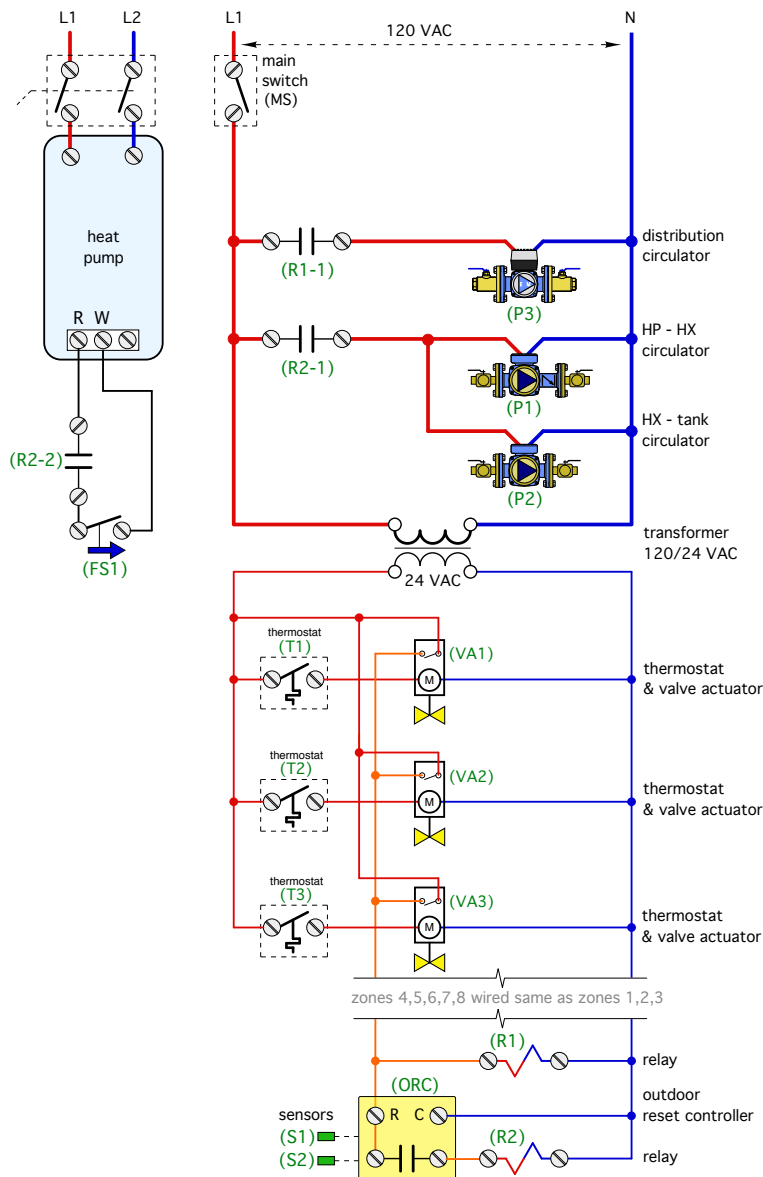 L1 L2 L1 N
120 VAC
main
switch
(MS)
heat
pump
R W
(R2-2)
(FS1)
(R1-1)
(P3)
distribution
circulator
(R2-1)
(P1)
HP - HX
circulator
(P2)
HX - tank
circulator
transformer
120/24 VAC
24 VAC
thermostat
(T1)
(VA1)
M
thermostat
& valve actuator
thermostat
(T2)
(VA2)
M
thermostat
& valve actuator
thermostat
(T3)
(VA3)
M
thermostat
& valve actuator
zones 4,5,6,7,8 wired same as zones 1,2,3
(R1)
relay
(ORC)
R C
outdoor
reset controller
sensors
(S1)
(S2)
(R2)
relay